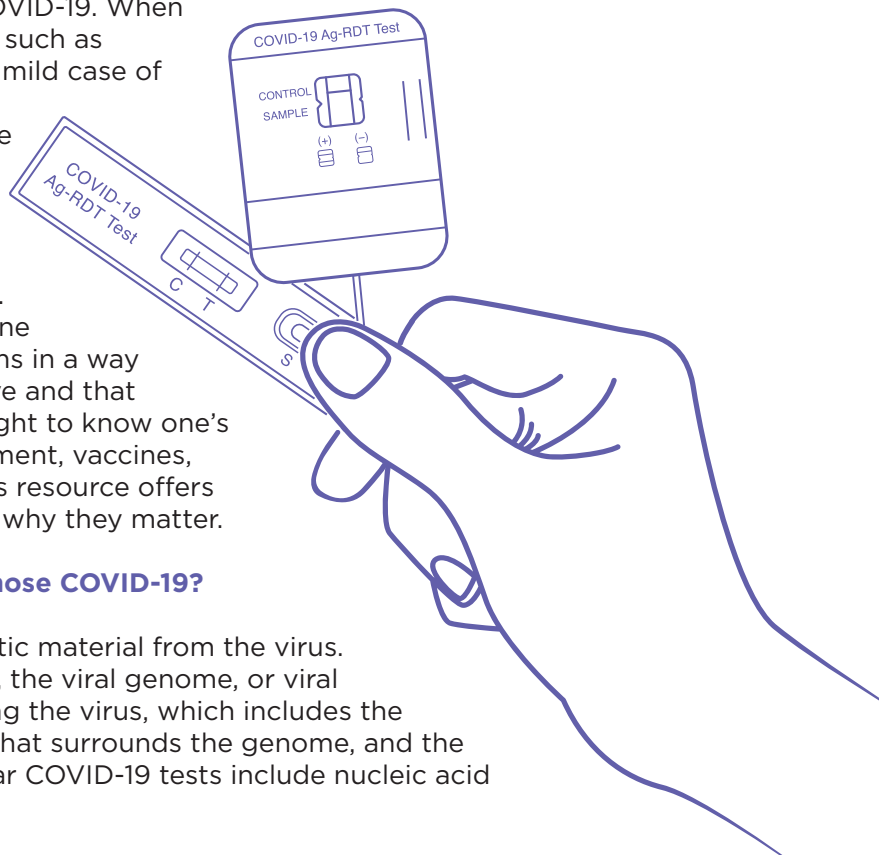 OVID-19. When
such as
mild case of
e
.
ne
ns in a way
re and that
ght to know one's
ment, vaccines,
s resource offers
why they matter.
nose COVID-19?
tic material from the virus.
, the viral genome, or viral
ng the virus, which includes the
hat surrounds the genome, and the
ar COVID-19 tests include nucleic acid
COVID-19 Ag-RDT Test
CONTROL
SAMPLE
(+) (-)
COVID-19
Ag-RDT Test
C T
S